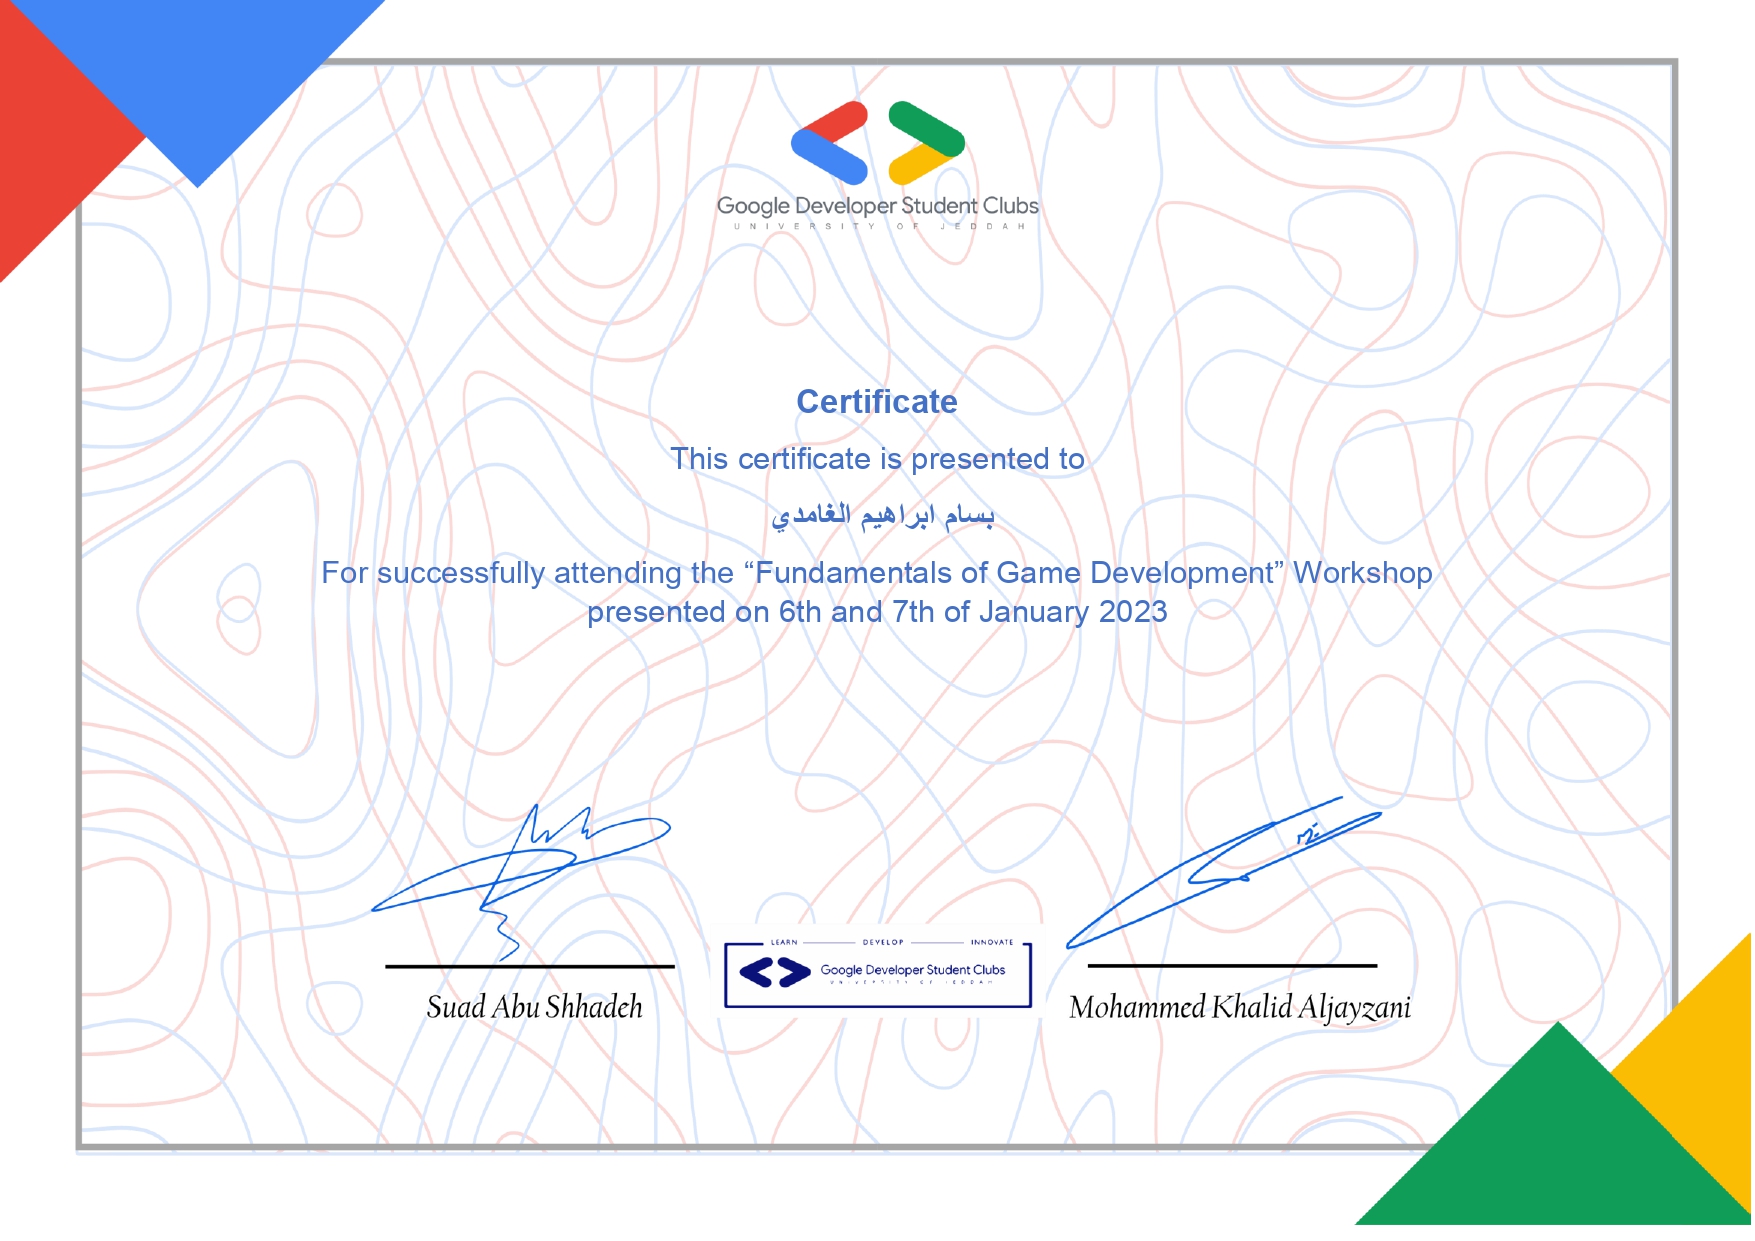 Google Developer Student Clubs
UNIVERSITY OF JEDDAH
Certificate
This certificate is presented to
بسام ابراهيم الغامدي
For successfully attending the “Fundamentals of Game Development” Workshop
presented on 6th and 7th of January 2023
LEARN DEVELOP INNOVATE
Google Developer Student Clubs
UNIVERSITY OF JEDDAH
Suad Abu Shhadeh
Mohammed Khalid Aljayzani